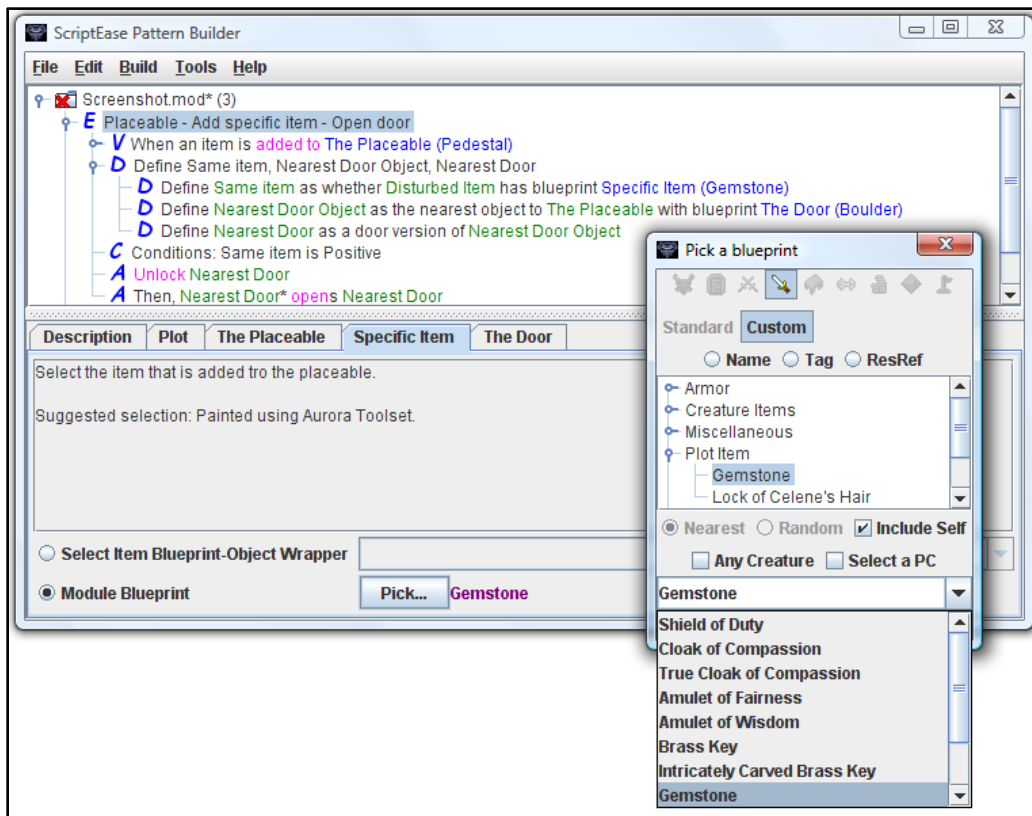 ScriptEase Pattern Builder
File Edit Build Tools Help
Screenshot.mod* (3)
E Placeable - Add specific item - Open door
V When an item is added to The Placeable (Pedestal)
D Define Same item, Nearest Door Object, Nearest Door
D Define Same item as whether Disturbed Item has blueprint Specific Item (Gemstone)
D Define Nearest Door Object as the nearest object to The Placeable with blueprint The Door (Boulder)
D Define Nearest Door as a door version of Nearest Door Object
C Conditions: Same item is Positive
A Unlock Nearest Door
A Then, Nearest Door* opens Nearest Door
Description Plot The Placeable Specific Item The Door
Select the item that is added tro the placeable.
Suggested selection: Painted using Aurora Toolset.
Select Item Blueprint-Object Wrapper
Module Blueprint Pick... Gemstone
Pick a blueprint
Standard Custom
Name Tag ResRef
Armor
Creature Items
Miscellaneous
Plot Item
Gemstone
Lock of Celene's Hair
Nearest Random Include Self
Any Creature Select a PC
Gemstone
Shield of Duty
Cloak of Compassion
True Cloak of Compassion
Amulet of Fairness
Amulet of Wisdom
Brass Key
Intricately Carved Brass Key
Gemstone